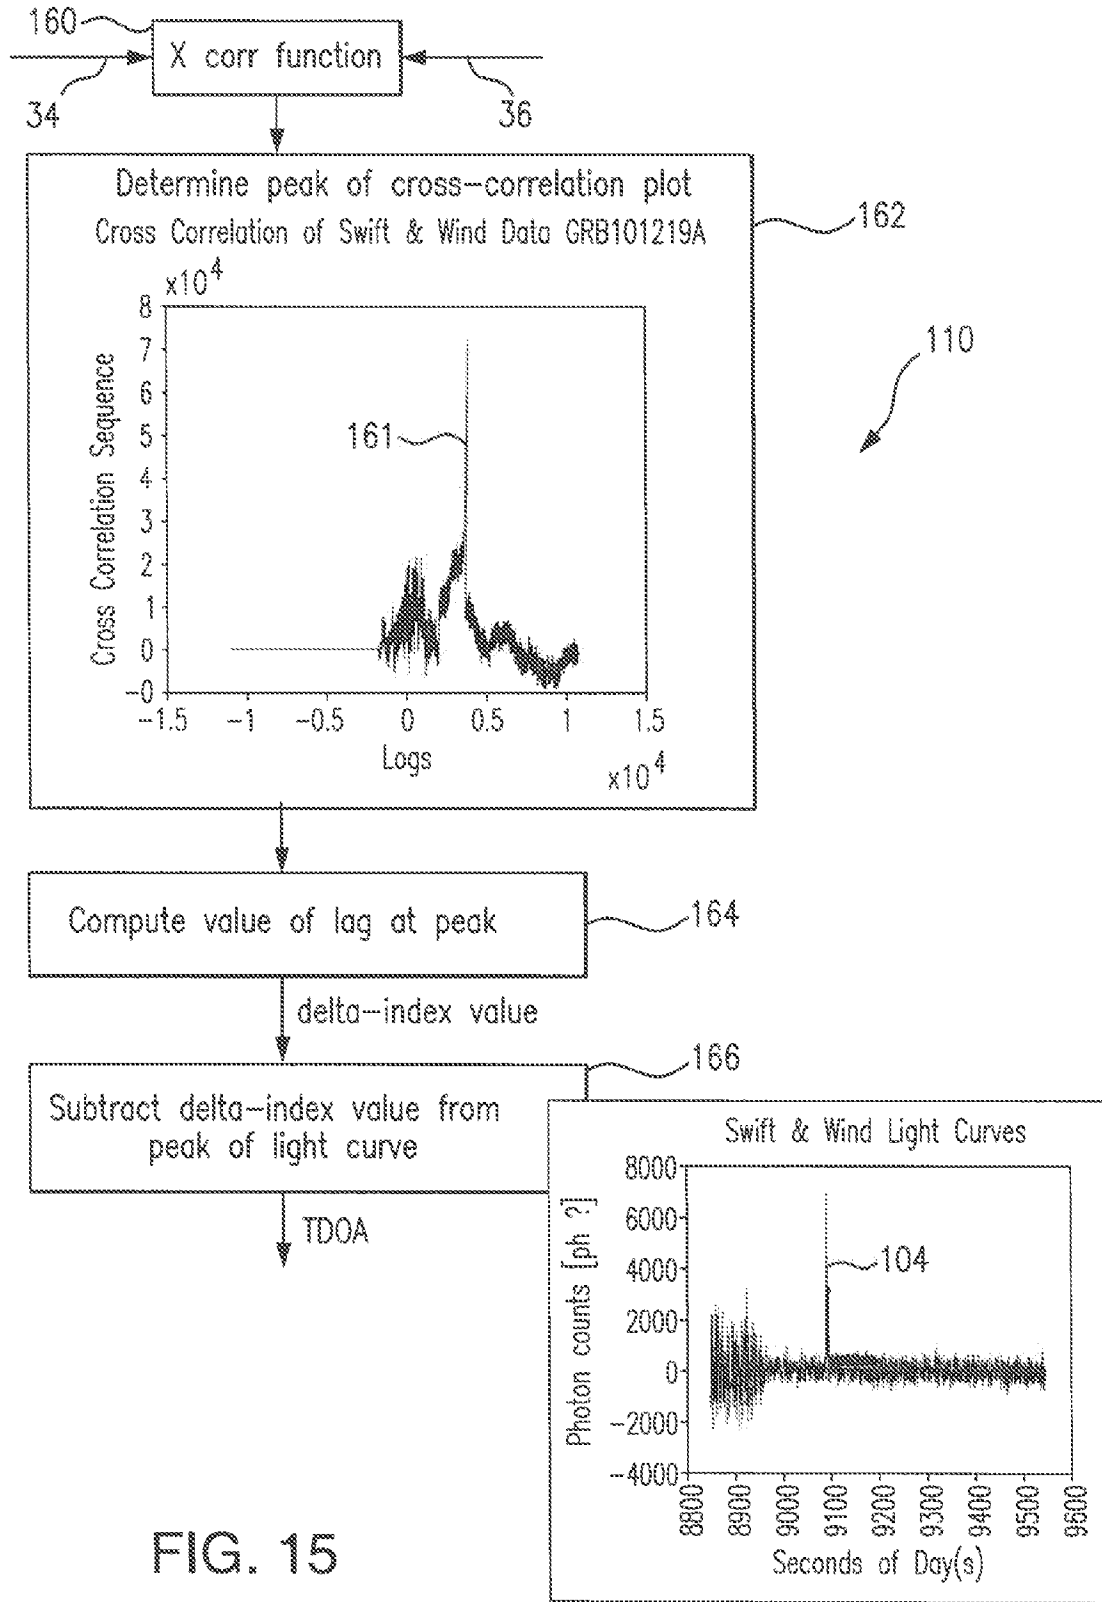 160
X corr function
34
36
Determine peak of cross-correlation plot
Cross Correlation of Swift & Wind Data GRB101219A
162
x10^4
8
7
6
5
4
3
2
1
0
-0
Cross Correlation Sequence
161
110
-1.5 -1 -0.5 0 0.5 1 1.5
Logs
x10^4
Compute value of lag at peak
164
delta-index value
166
Subtract delta-index value from
peak of light curve
TDOA
Swift & Wind Light Curves
8000
6000
4000
2000
0
-2000
-4000
Photon counts [ph ?]
104
8800 8900 9000 9100 9200 9300 9400 9500 9600
Seconds of Day(s)
FIG. 15